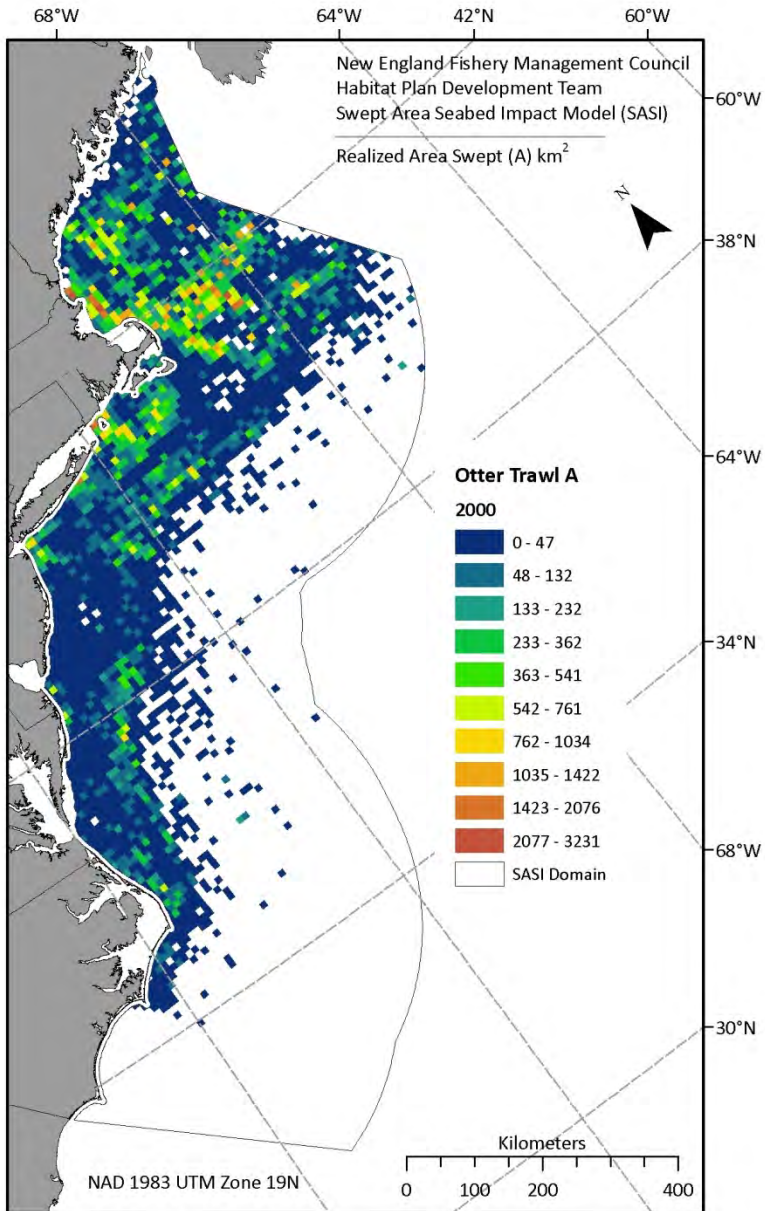 68°W
64°W
42°N
60°W
New England Fishery Management Council
Habitat Plan Development Team
Swept Area Seabed Impact Model (SASI)
Realized Area Swept (A) km²
60°W
N
38°N
64°W
Otter Trawl A
2000
0 - 47
48 - 132
133 - 232
233 - 362
363 - 541
542 - 761
762 - 1034
1035 - 1422
1423 - 2076
2077 - 3231
SASI Domain
34°N
68°W
30°N
Kilometers
0 100 200 300 400
NAD 1983 UTM Zone 19N